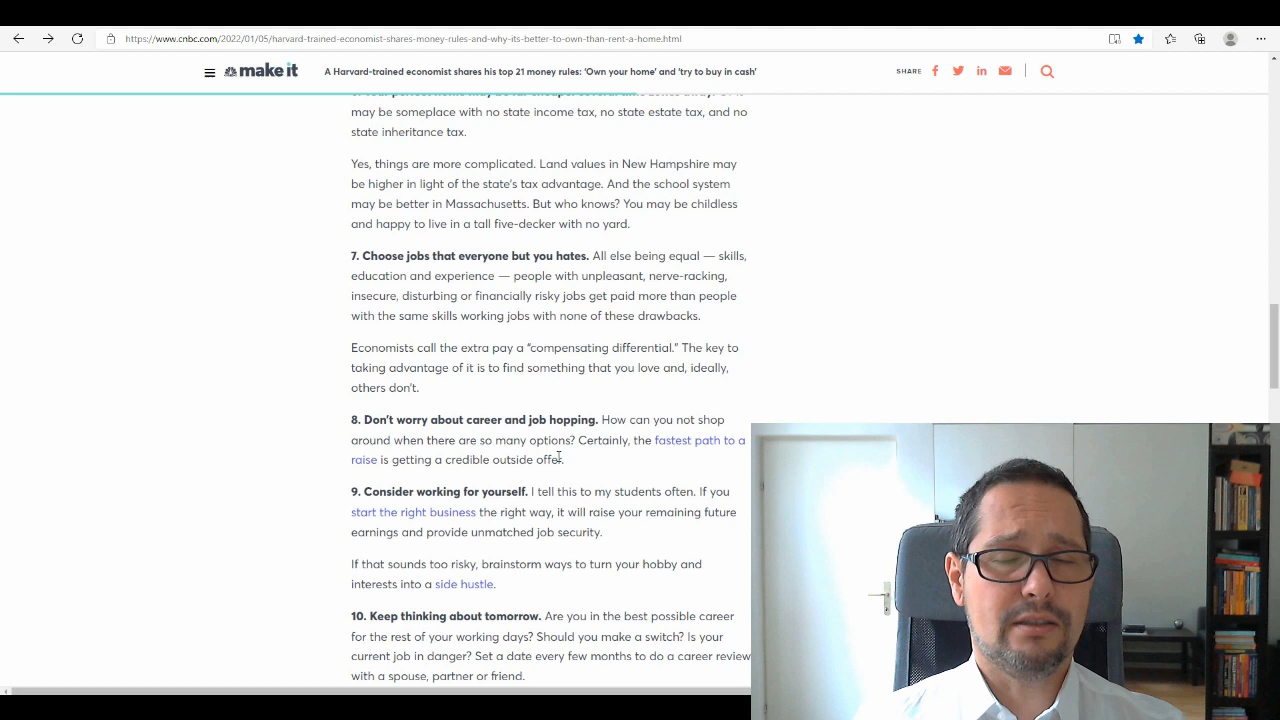 https://www.cnbc.com/2022/01/05/harvard-trained-economist-shares-money-rules-and-why-its-better-to-own-than-rent-a-home.html
make it
A Harvard-trained economist shares his top 21 money rules: ‘Own your home’ and ‘try to buy in cash’
SHARE
may be someplace with no state income tax, no state estate tax, and no
state inheritance tax.
Yes, things are more complicated. Land values in New Hampshire may
be higher in light of the state’s tax advantage. And the school system
may be better in Massachusetts. But who knows? You may be childless
and happy to live in a tall five-decker with no yard.
7. Choose jobs that everyone but you hates. All else being equal — skills,
education and experience — people with unpleasant, nerve-racking,
insecure, disturbing or financially risky jobs get paid more than people
with the same skills working jobs with none of these drawbacks.
Economists call the extra pay a “compensating differential.” The key to
taking advantage of it is to find something that you love and, ideally,
others don’t.
8. Don’t worry about career and job hopping. How can you not shop
around when there are so many options? Certainly, the fastest path to a
raise is getting a credible outside offer.
9. Consider working for yourself. I tell this to my students often. If you
start the right business the right way, it will raise your remaining future
earnings and provide unmatched job security.
If that sounds too risky, brainstorm ways to turn your hobby and
interests into a side hustle.
10. Keep thinking about tomorrow. Are you in the best possible career
for the rest of your working days? Should you make a switch? Is your
current job in danger? Set a date every few months to do a career review
with a spouse, partner or friend.